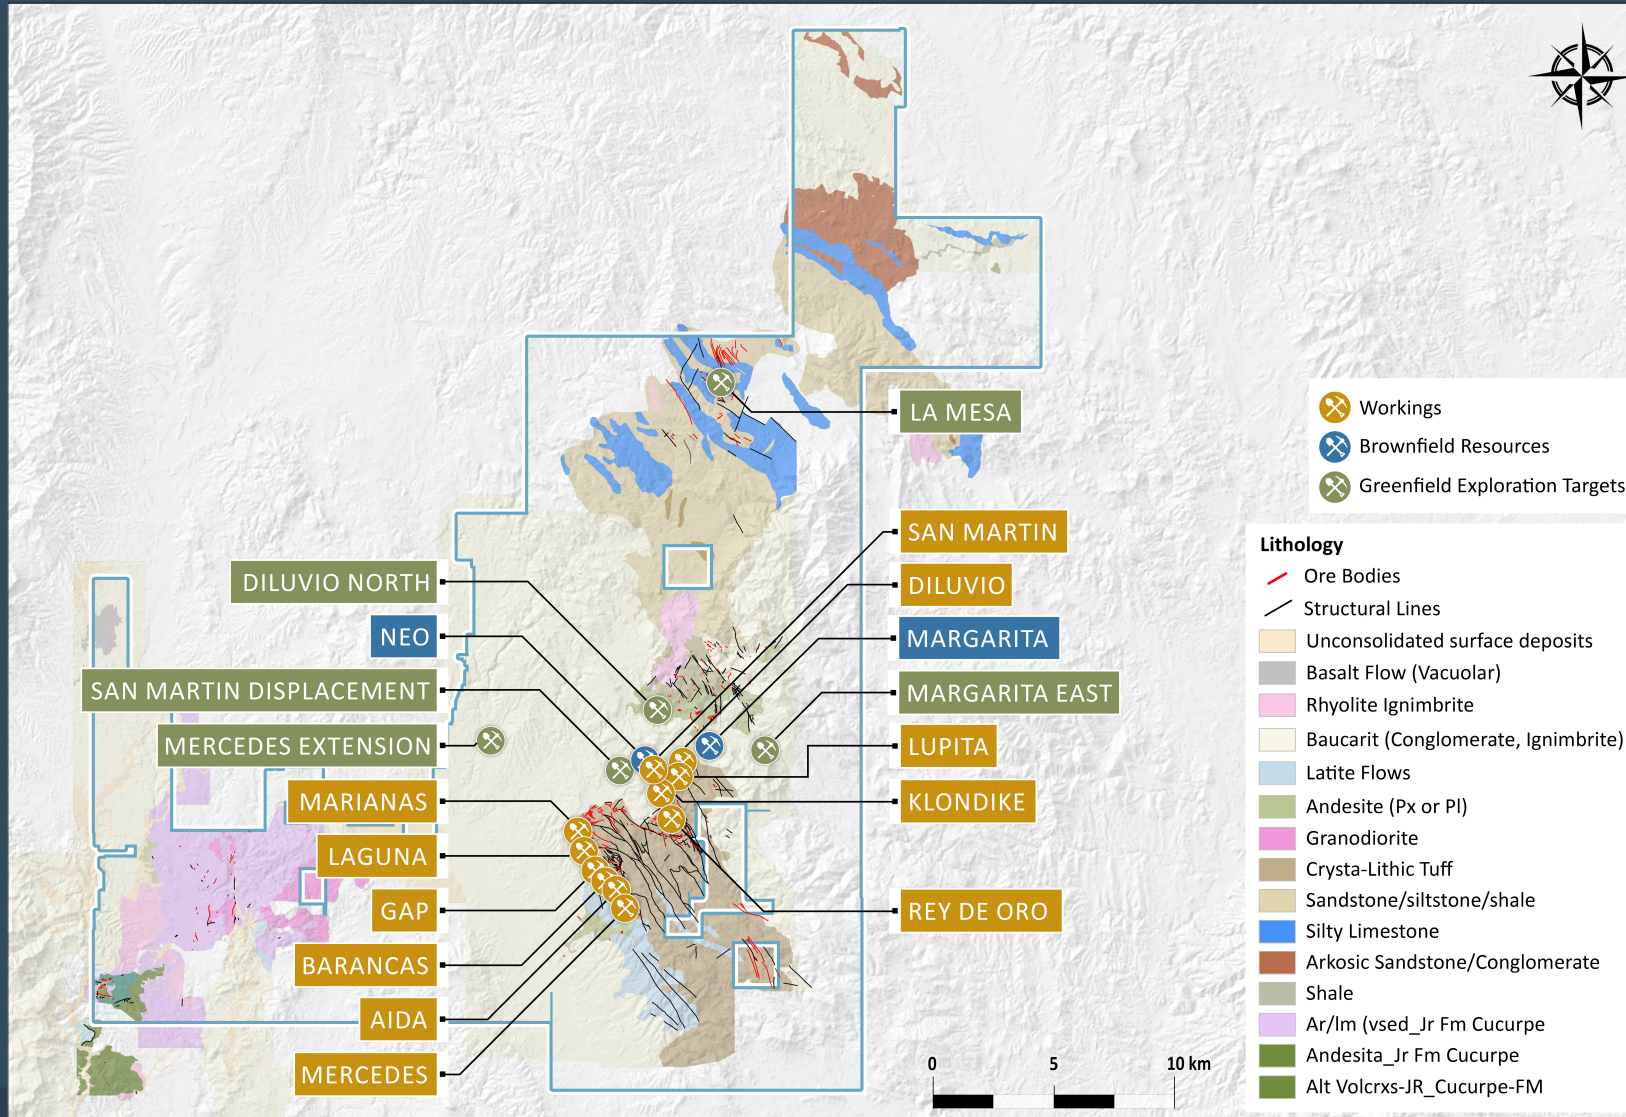 LA MESA
SAN MARTIN
DILUVIO
MARGARITA
MARGARITA EAST
LUPITA
KLONDIKE
REY DE ORO
DILUVIO NORTH
NEO
SAN MARTIN DISPLACEMENT
MERCEDES EXTENSION
MARIANAS
LAGUNA
GAP
BARANCAS
AIDA
MERCEDES
Workings
Brownfield Resources
Greenfield Exploration Targets
Lithology
Ore Bodies
Structural Lines
Unconsolidated surface deposits
Basalt Flow (Vacuolar)
Rhyolite Ignimbrite
Baucarit (Conglomerate, Ignimbrite)
Latite Flows
Andesite (Px or Pl)
Granodiorite
Crysta-Lithic Tuff
Sandstone/siltstone/shale
Silty Limestone
Arkosic Sandstone/Conglomerate
Shale
Ar/lm (vsed_Jr Fm Cucurpe
Andesita_Jr Fm Cucurpe
Alt Volcrxs-JR_Cucurpe-FM
0 5 10 km